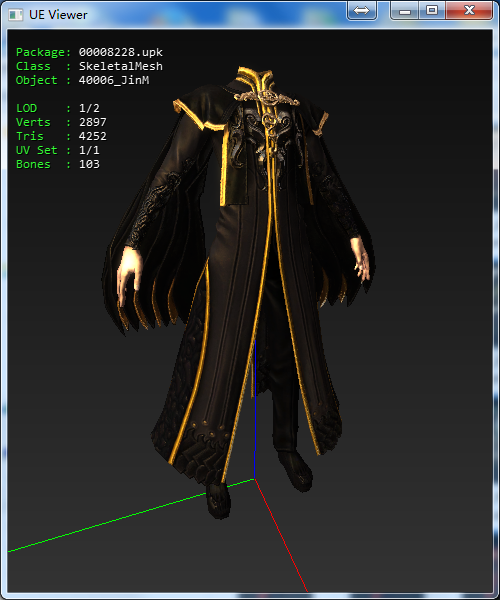 UE Viewer
Package: 00008228.upk
Class  : SkeletalMesh
Object : 40006_JinM
LOD    : 1/2
Verts  : 2897
Tris   : 4252
UV Set : 1/1
Bones  : 103